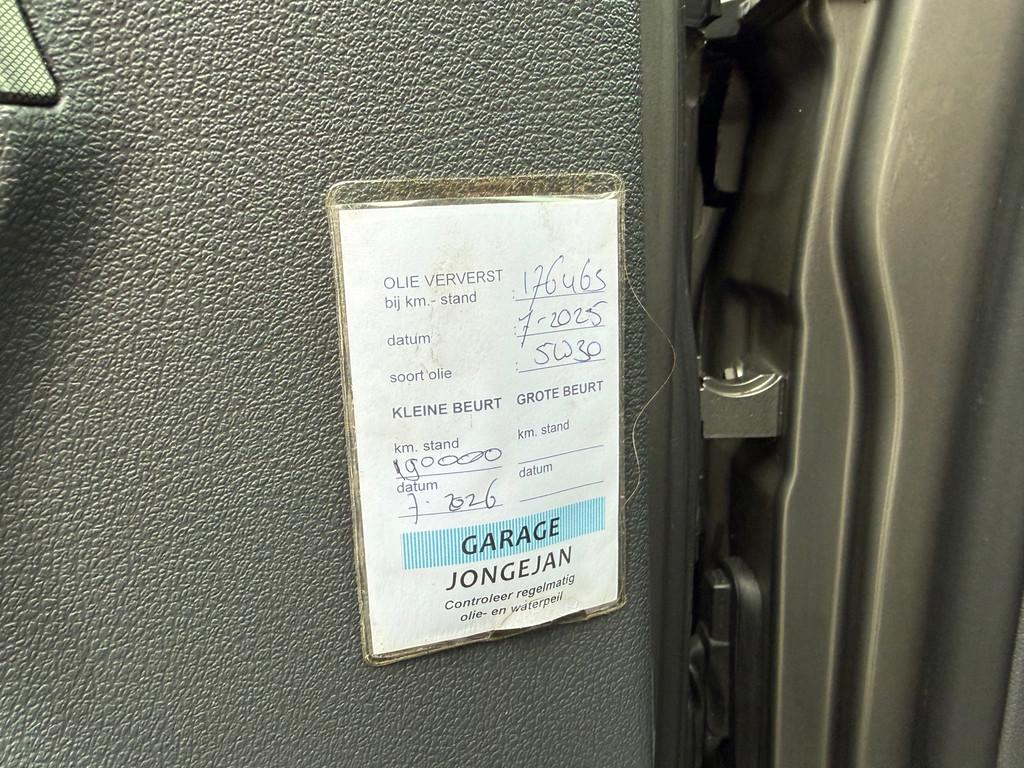 OLIE VERVERST
bij km.- stand : 176465
datum : 7-2025
soort olie : 5W30
KLEINE BEURT GROTE BEURT
km. stand km. stand
190000
datum datum
7-2026
GARAGE
JONGEJAN
Controleer regelmatig
olie- en waterpeil